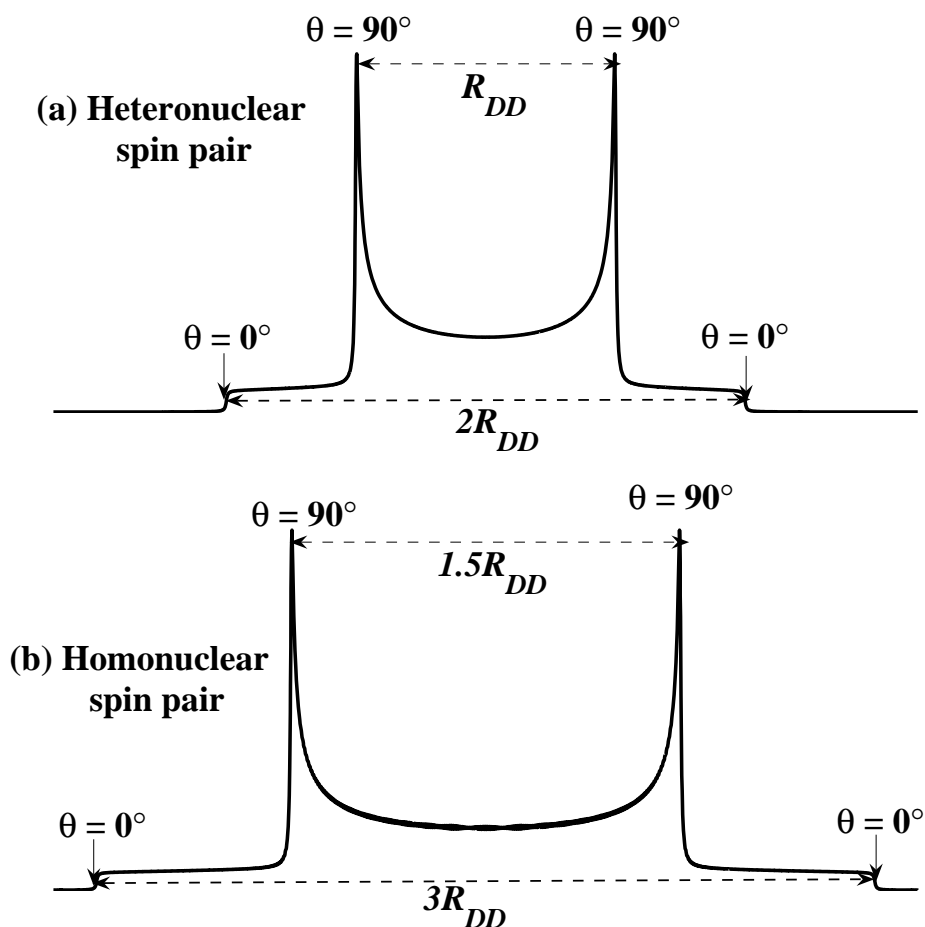 θ = 90° θ = 90°
R_DD
(a) Heteronuclear
spin pair
θ = 0° θ = 0°
2R_DD
θ = 90° θ = 90°
1.5R_DD
(b) Homonuclear
spin pair
θ = 0° θ = 0°
3R_DD